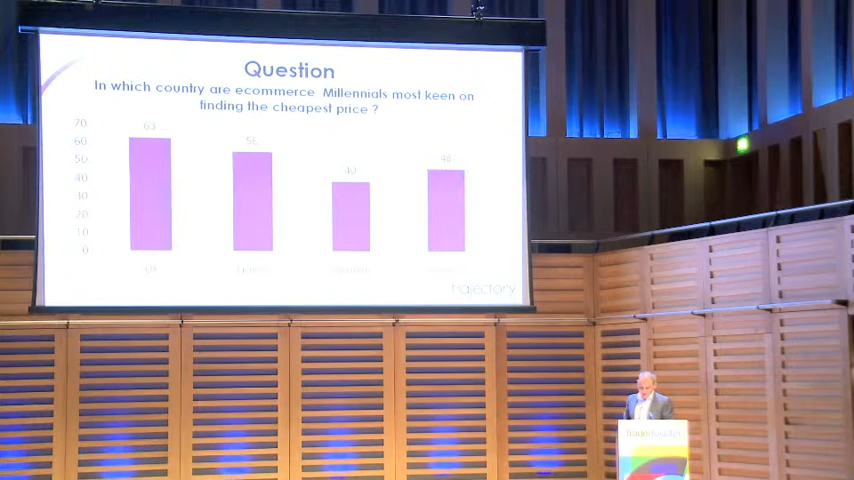 Question
In which country are ecommerce Millennials most keen on
finding the cheapest price ?
70
60
50
40
30
20
10
0
63
56
40
48
UK
trajectory